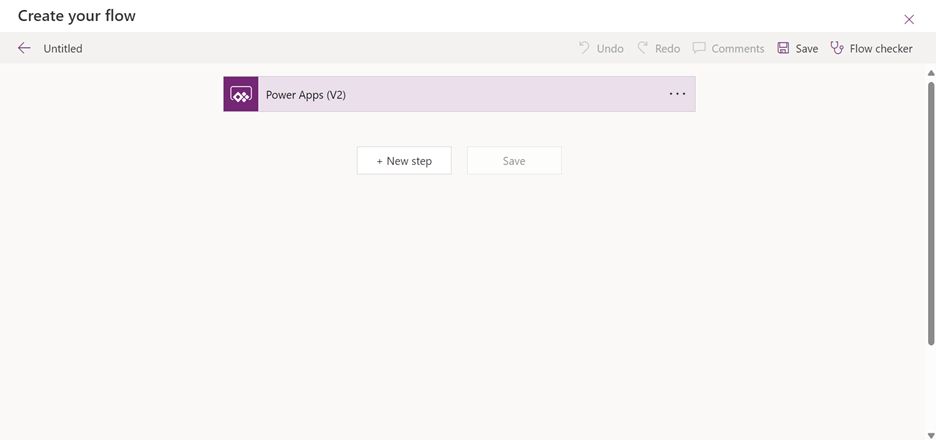 Create your flow
Untitled
Undo
Redo
Comments
Save
Flow checker
Power Apps (V2)
+ New step
Save